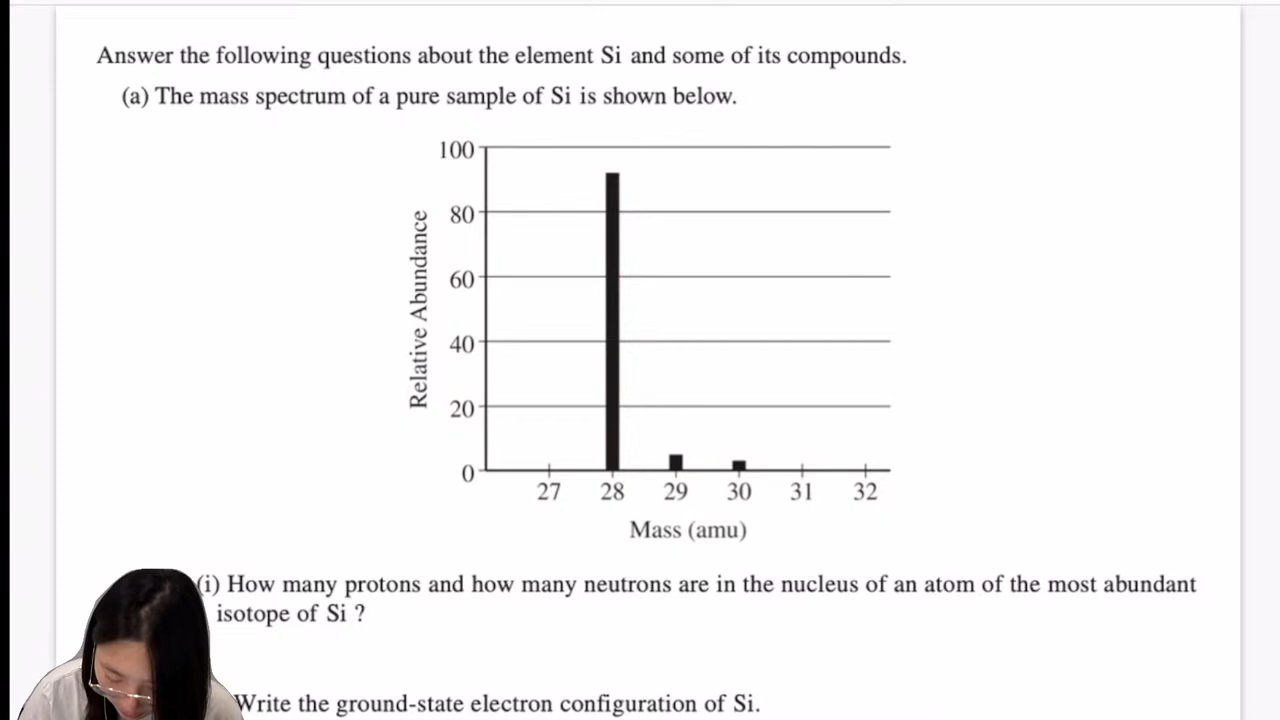 Answer the following questions about the element Si and some of its compounds.
(a) The mass spectrum of a pure sample of Si is shown below.
100
80
60
40
20
0
Relative Abundance
27 28 29 30 31 32
Mass (amu)
(i) How many protons and how many neutrons are in the nucleus of an atom of the most abundant
isotope of Si ?
Write the ground-state electron configuration of Si.